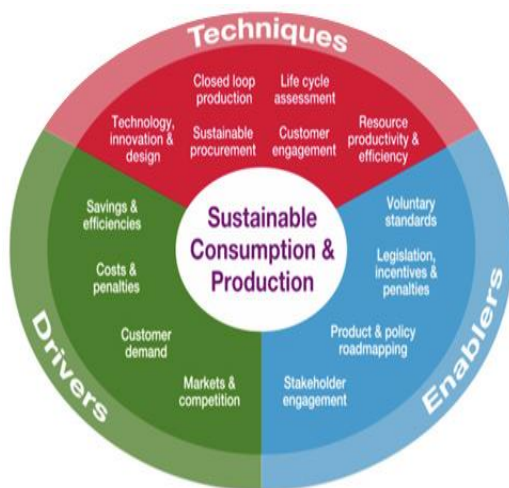 Techniques
Closed loop
production
Life cycle
assessment
Technology,
innovation &
design
Sustainable
procurement
Customer
engagement
Resource
productivity &
efficiency
Sustainable
Consumption &
Production
Drivers
Savings &
efficiencies
Costs &
penalties
Customer
demand
Markets &
competition
Enablers
Voluntary
standards
Legislation,
incentives &
penalties
Product & policy
roadmapping
Stakeholder
engagement